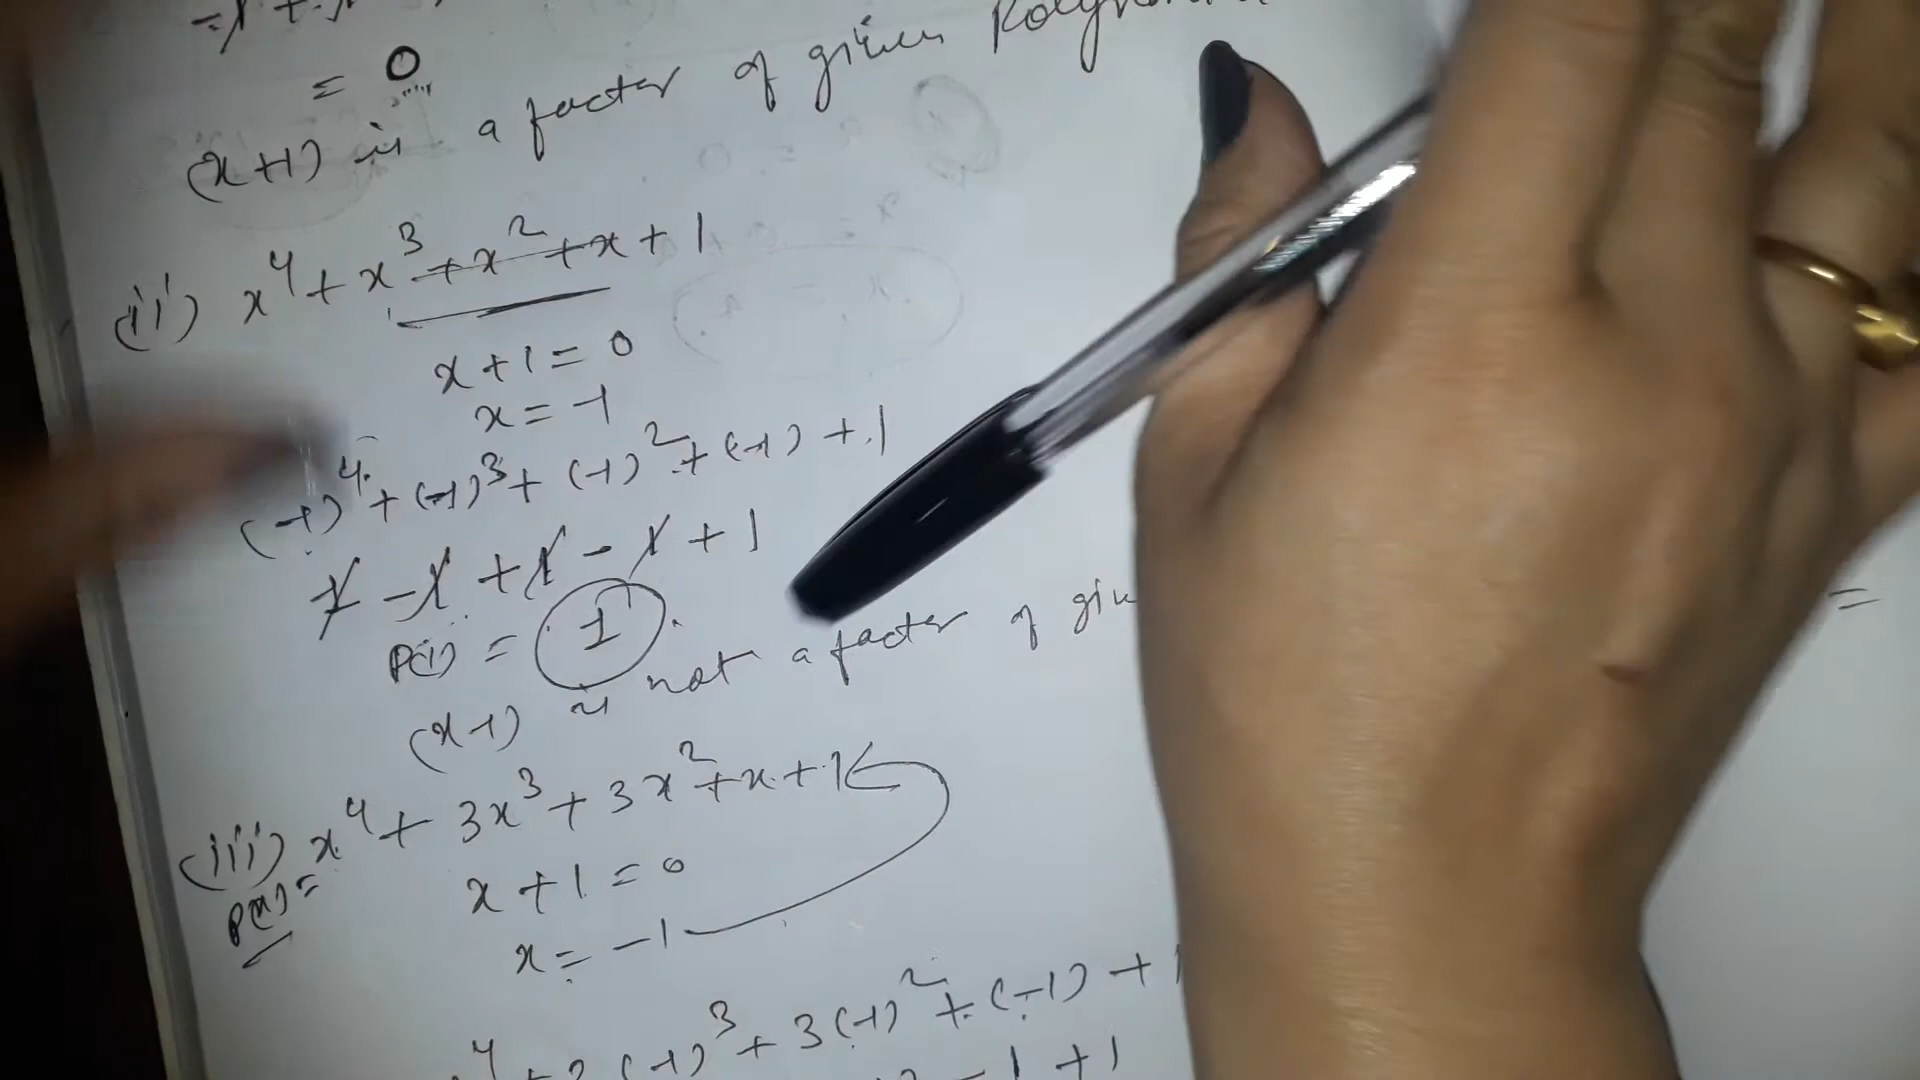 = 0
(x+1) is a factor of given
(ii) x⁴ + x³ + x² + x + 1
x + 1 = 0
x = -1
(-1)⁴ + (-1)³ + (-1)² + (-1) + 1
1 - 1 + 1 - 1 + 1
P(1) = 1
(x-1) is not a factor of giv =
(iii) x⁴ + 3x³ + 3x² + x + 1
P(x) =
x + 1 = 0
x = -1
(-1)³ + 3(-1)² + (-1) + 1
- 1 + 1